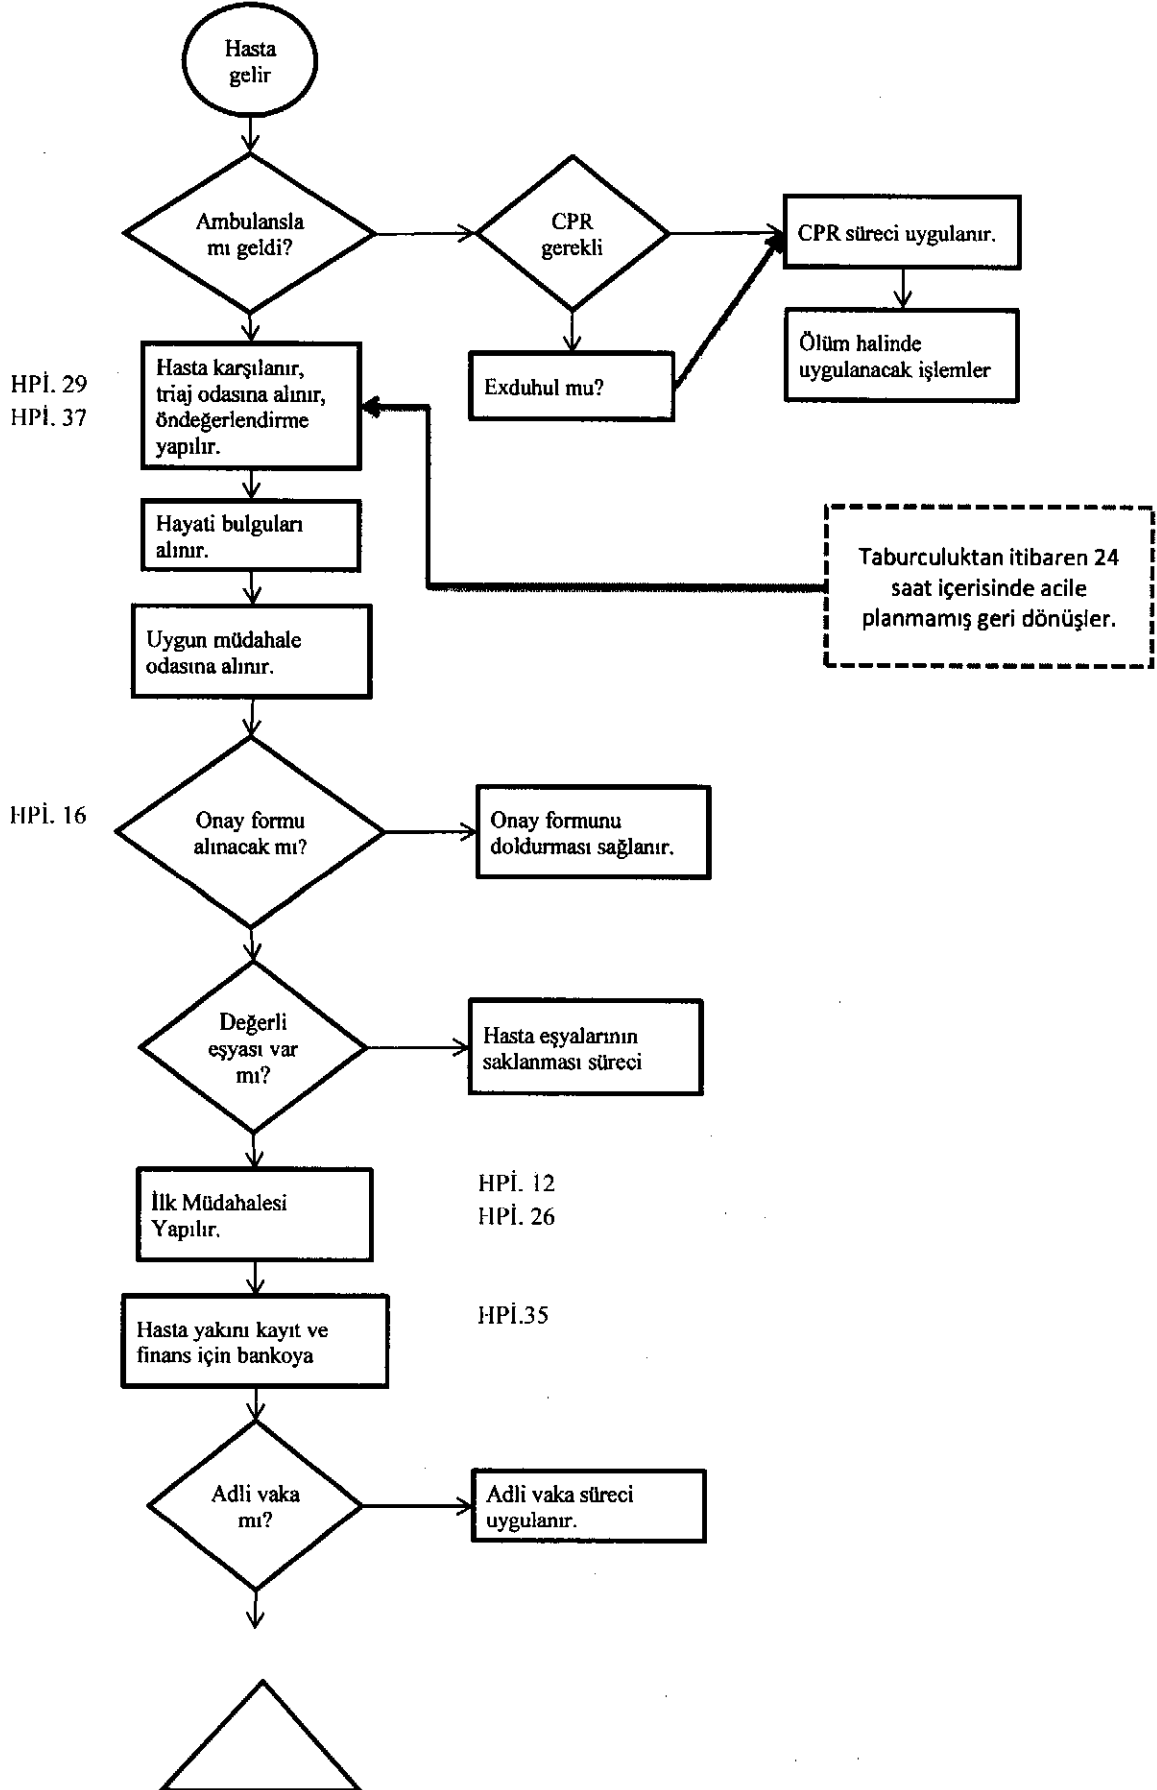 Hasta
gelir
Ambulansla
mı geldi?
CPR
gerekli
CPR süreci uygulanır.
Ölüm halinde
uygulanacak işlemler
Exduhul mu?
HPİ. 29
HPİ. 37
Hasta karşılanır,
triaj odasına alınır,
öndeğerlendirme
yapılır.
Hayati bulguları
alınır.
Taburculuktan itibaren 24
saat içerisinde acile
planmamış geri dönüşler.
Uygun müdahale
odasına alınır.
HPİ. 16
Onay formu
alınacak mı?
Onay formunu
doldurması sağlanır.
Değerli
eşyası var
mı?
Hasta eşyalarının
saklanması süreci
İlk Müdahalesi
Yapılır.
HPİ. 12
HPİ. 26
Hasta yakını kayıt ve
finans için bankoya
HPİ.35
Adli vaka
mı?
Adli vaka süreci
uygulanır.